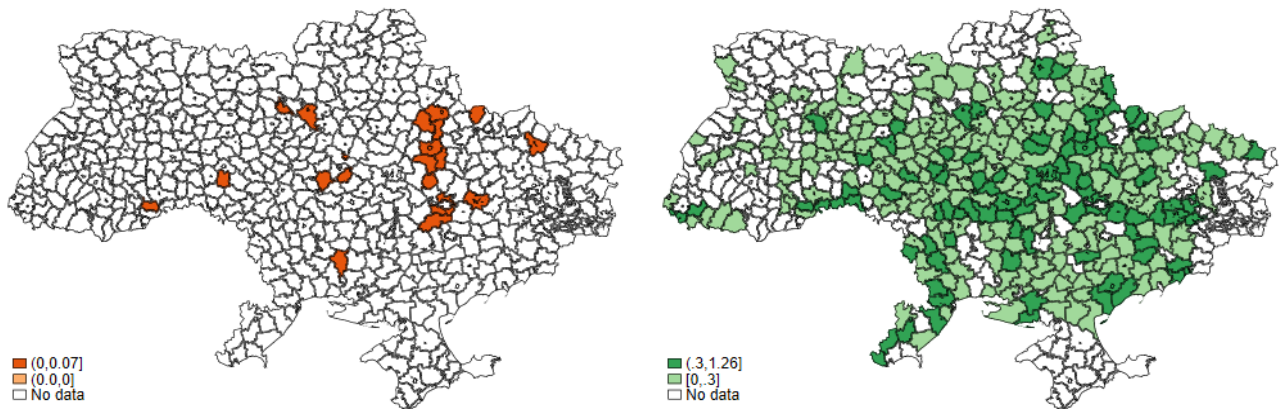 (0,0.07]
(0.0,0]
No data
(.3,1.26]
[0,.3]
No data